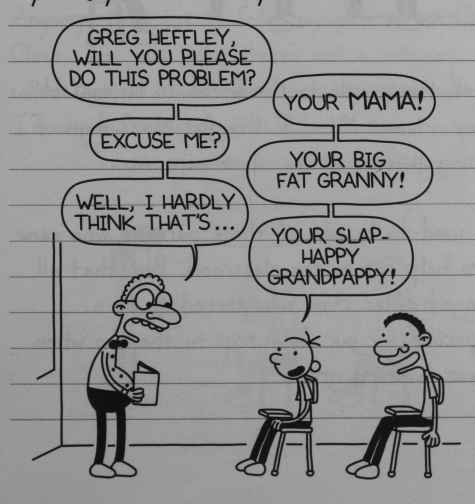 GREG HEFFLEY,
WILL YOU PLEASE
DO THIS PROBLEM?
YOUR MAMA!
EXCUSE ME?
YOUR BIG
FAT GRANNY!
WELL, I HARDLY
THINK THAT'S...
YOUR SLAP-
HAPPY
GRANDPAPPY!